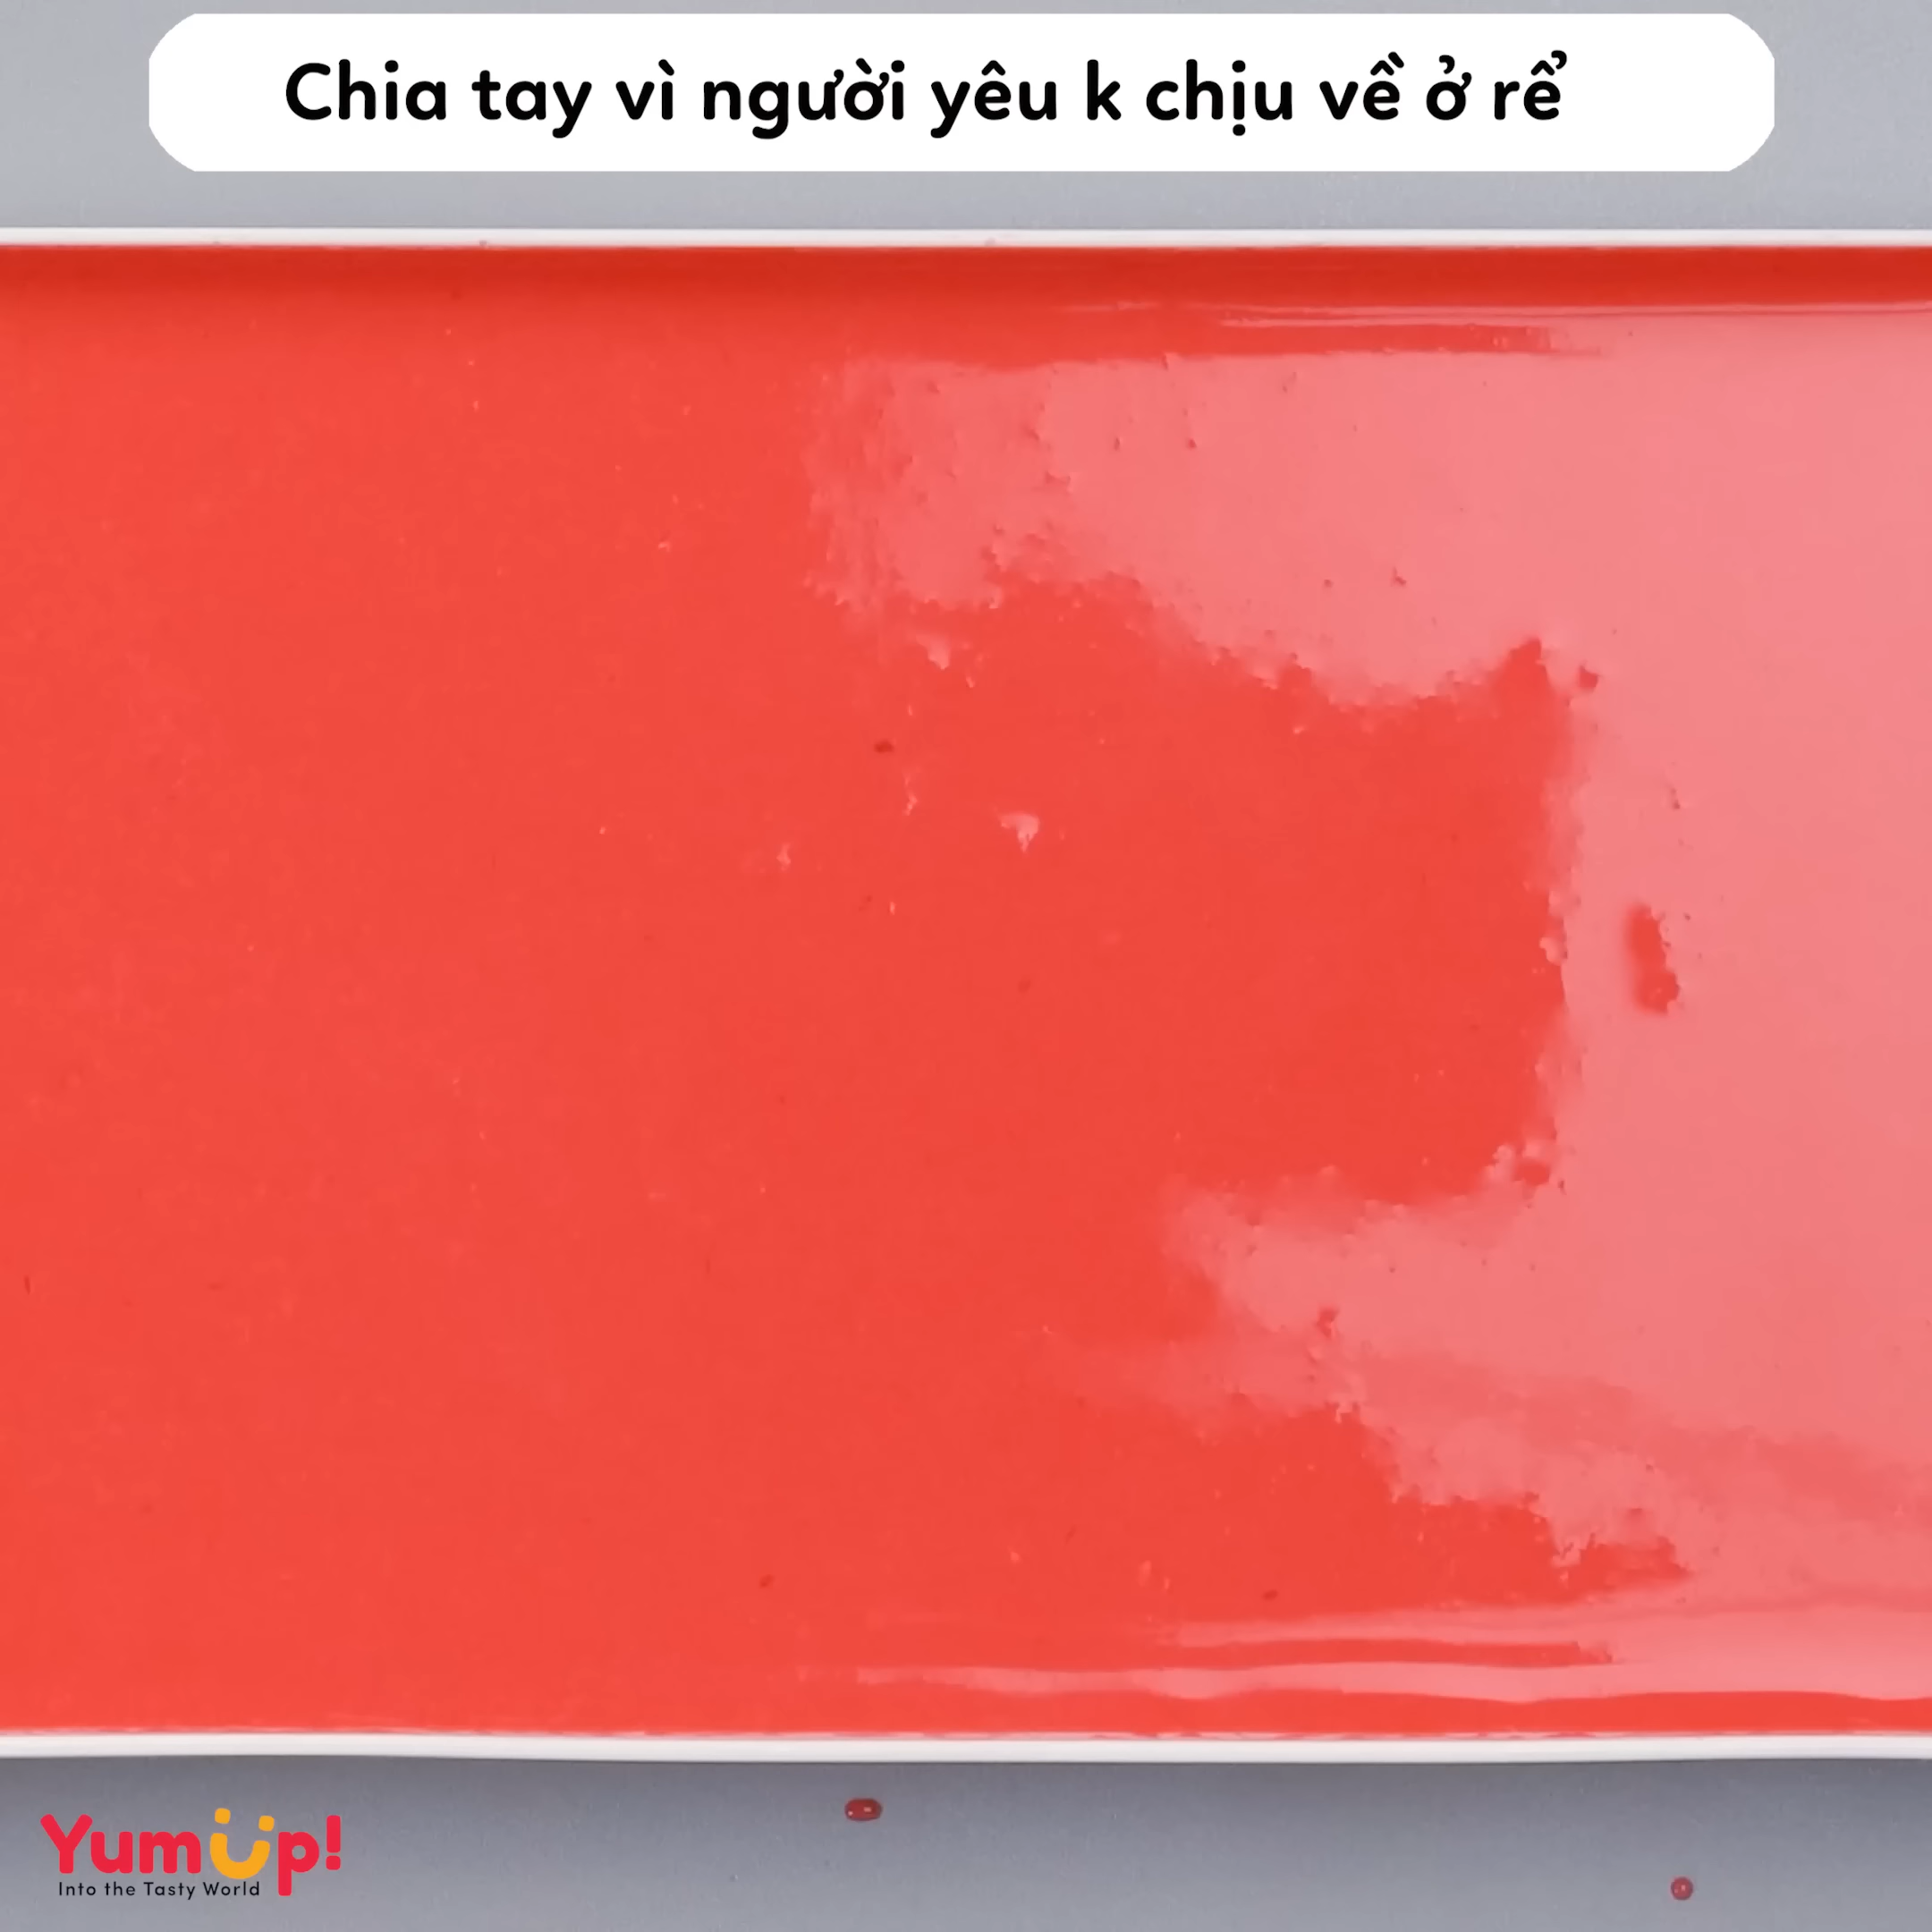 Chia tay vì người yêu k chịu về ở rể
YumUp!
Into the Tasty World